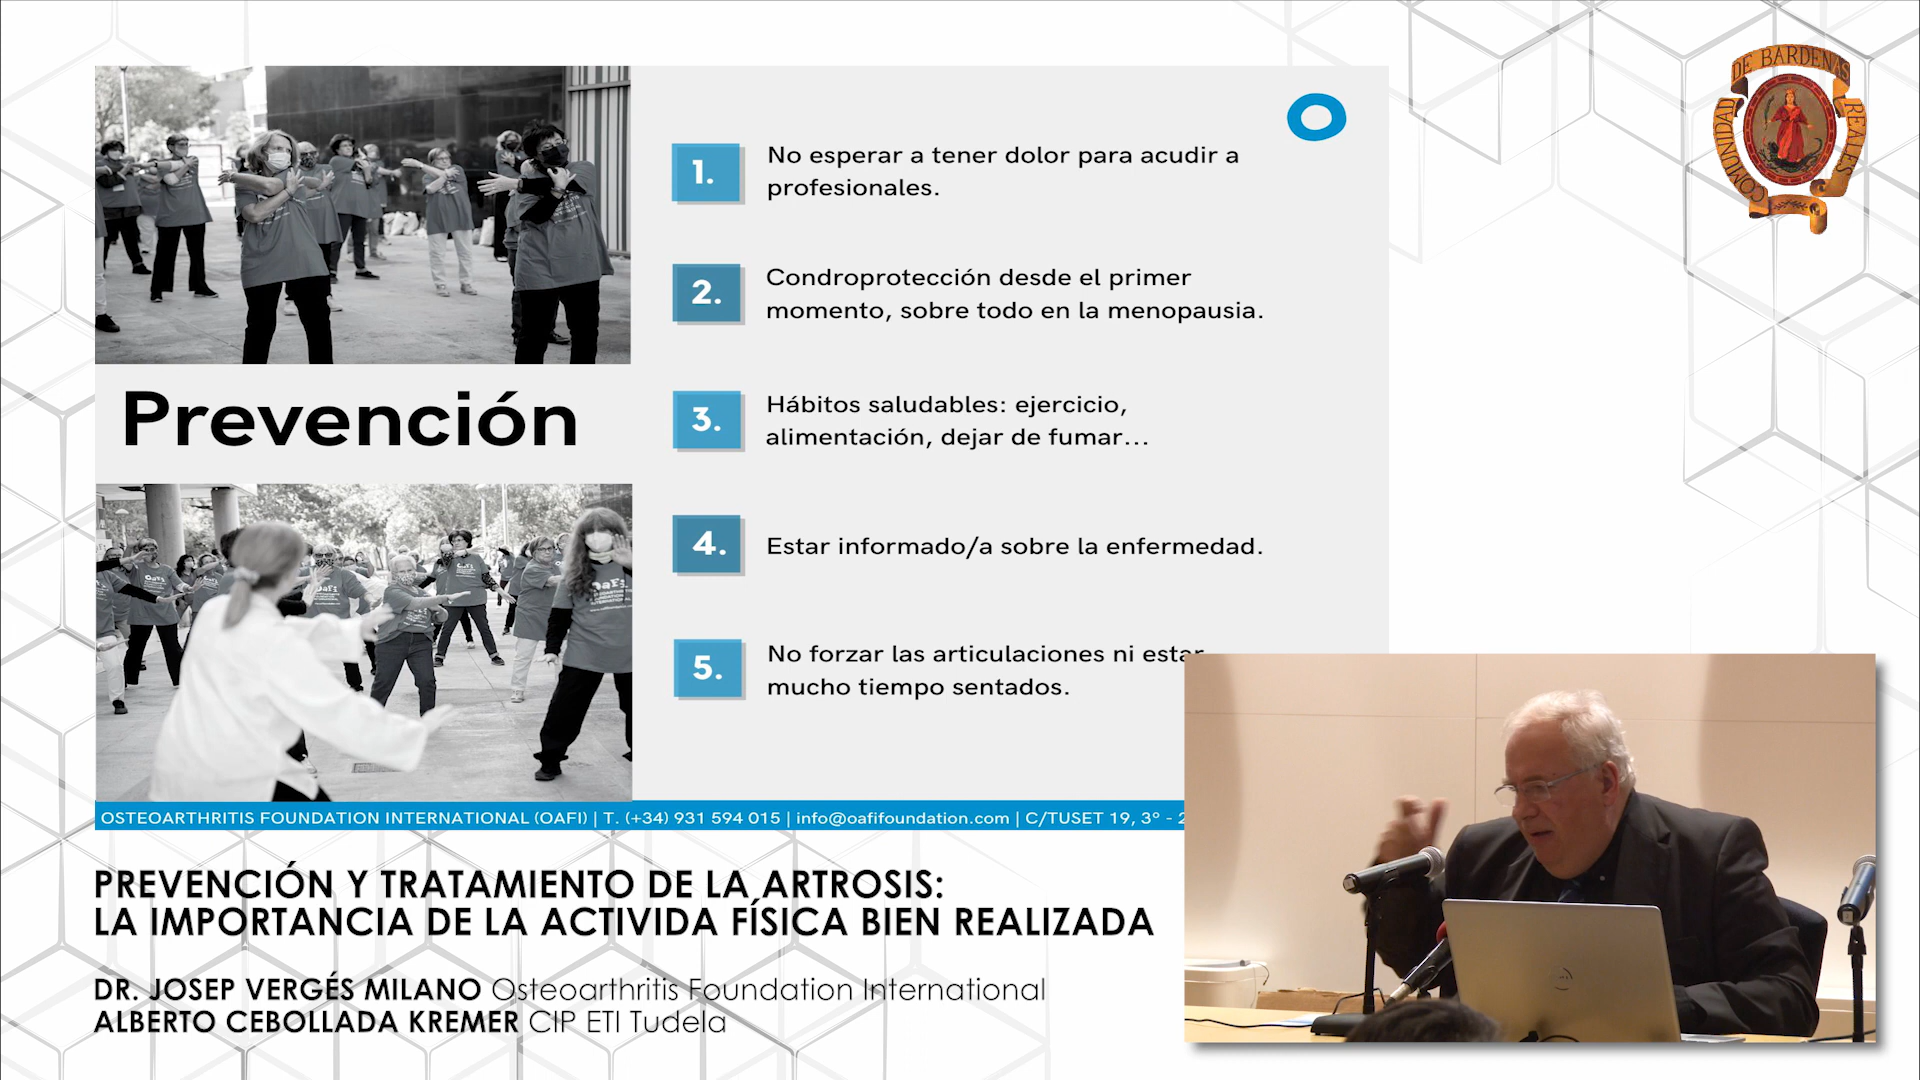 COMUNIDAD
DE BARDENAS
REALES
Prevención
1.
No esperar a tener dolor para acudir a
profesionales.
2.
Condroprotección desde el primer
momento, sobre todo en la menopausia.
3.
Hábitos saludables: ejercicio,
alimentación, dejar de fumar...
4.
Estar informado/a sobre la enfermedad.
5.
No forzar las articulaciones ni estar
mucho tiempo sentados.
OSTEOARTHRITIS FOUNDATION INTERNATIONAL (OAFI) | T. (+34) 931 594 015 | info@oafifoundation.com | C/TUSET 19, 3º - 2
PREVENCIÓN Y TRATAMIENTO DE LA ARTROSIS:
LA IMPORTANCIA DE LA ACTIVIDA FÍSICA BIEN REALIZADA
DR. JOSEP VERGÉS MILANO Osteoarthritis Foundation International
ALBERTO CEBOLLADA KREMER CIP ETI Tudela